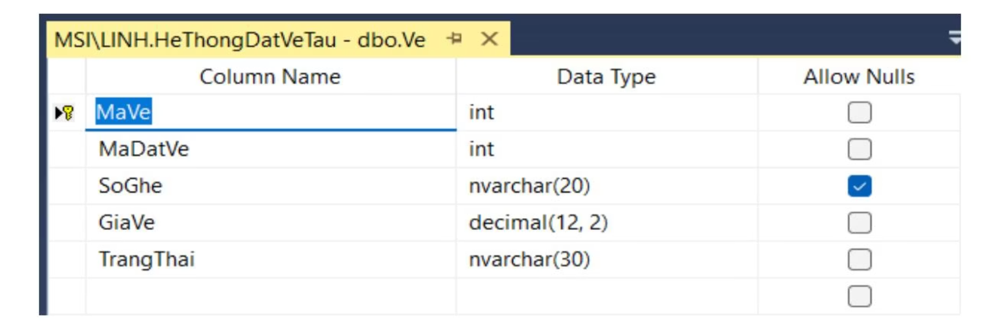 MSI\LINH.HeThongDatVeTau - dbo.Ve
Column Name Data Type Allow Nulls
MaVe int
MaDatVe int
SoGhe nvarchar(20)
GiaVe decimal(12, 2)
TrangThai nvarchar(30)